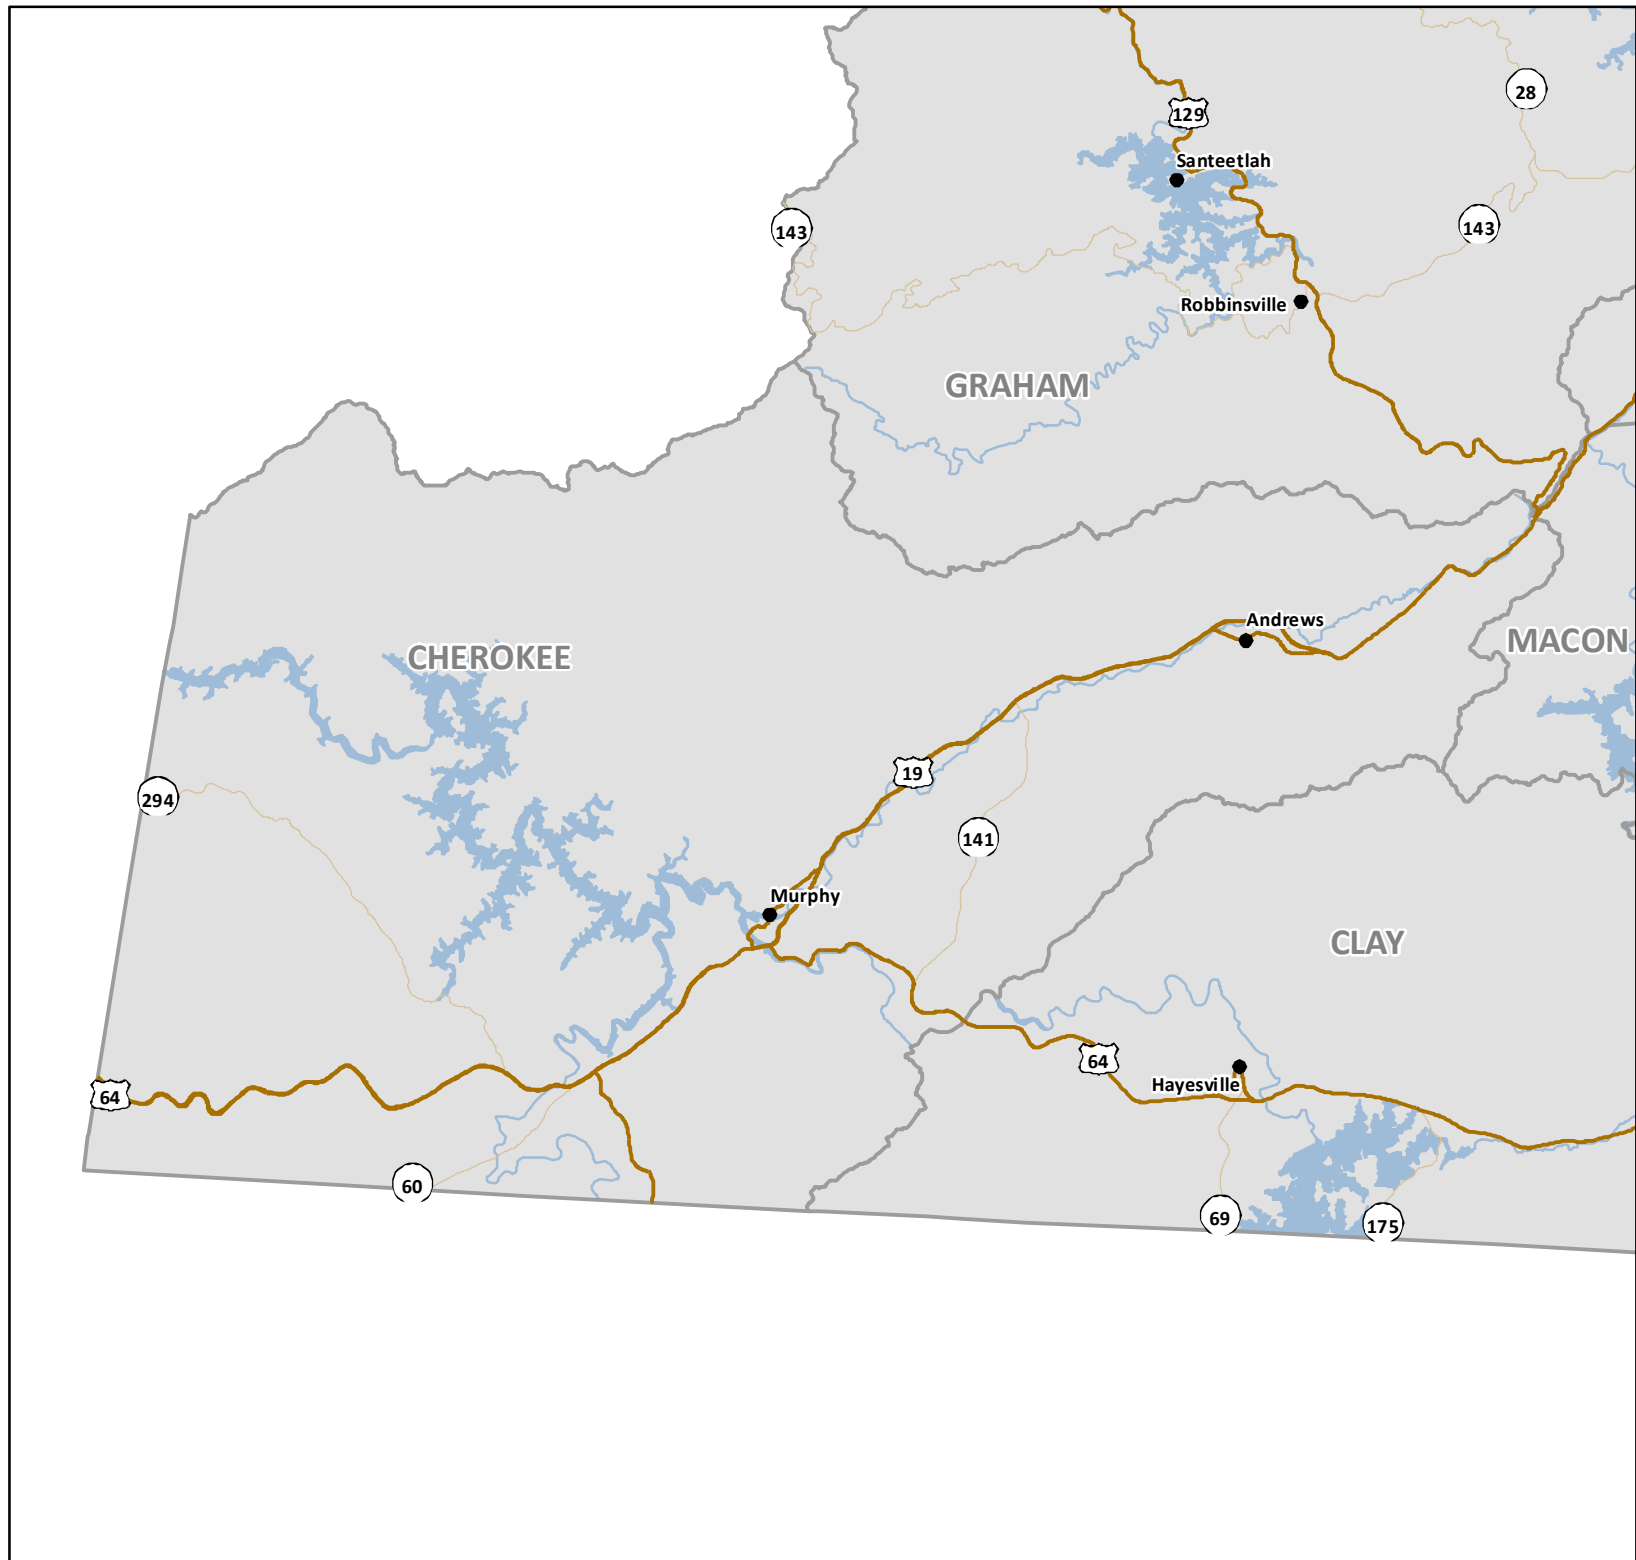 28
129
Santeetlah
143
143
Robbinsville
GRAHAM
Andrews
MACON
CHEROKEE
19
294
141
Murphy
CLAY
64
Hayesville
64
60
69
175